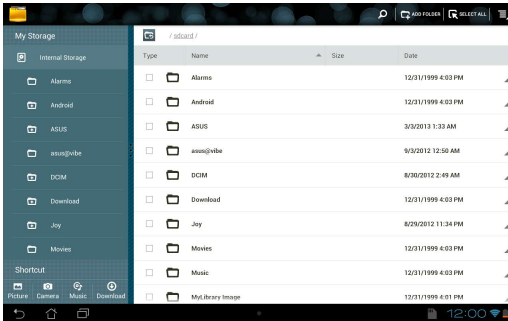 ADD FOLDER SELECT ALL
My Storage
/ sdcard /
Internal Storage
Type Name Size Date
Alarms
Android
ASUS
asus@vibe
DCIM
Download
Joy
Movies
Alarms 12/31/1999 4:03 PM
Android 12/31/1999 4:03 PM
ASUS 3/3/2013 1:33 AM
asus@vibe 9/3/2012 12:50 AM
DCIM 8/30/2012 2:49 AM
Download 12/31/1999 4:03 PM
Joy 8/29/2012 11:34 PM
Movies 12/31/1999 4:03 PM
Music 12/31/1999 4:03 PM
MyLibrary Image 12/31/1999 4:01 PM
Shortcut
Picture Camera Music Download
12:00